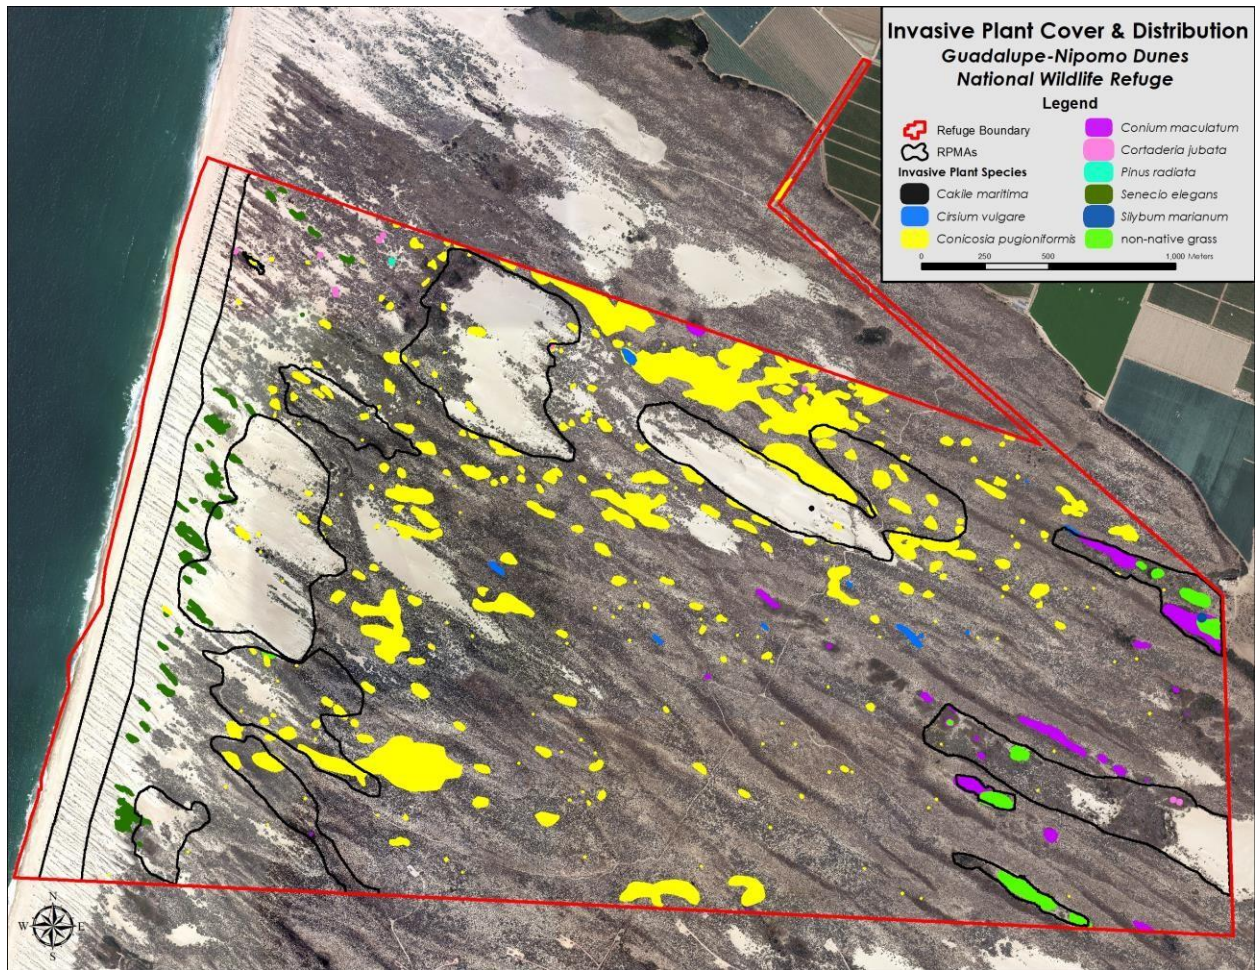 Invasive Plant Cover & Distribution
Guadalupe-Nipomo Dunes
National Wildlife Refuge
Legend
Refuge Boundary
RPMAs
Invasive Plant Species
Cakile maritima
Cirsium vulgare
Conicosia pugioniformis
Conium maculatum
Cortaderia jubata
Pinus radiata
Senecio elegans
Silybum marianum
non-native grass
0 250 500 1,000 Meters
N
W E
S